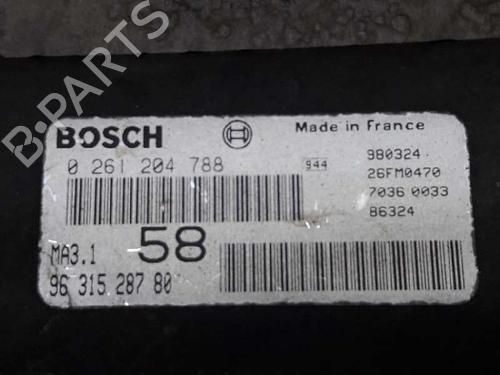 BOSCH
Made in France
0 261 204 788
944
980324
26FM0470
7036 0033
86324
MA3.1
58
96 315 287 80
B-PARTS